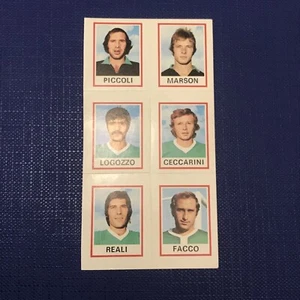 PICCOLI
MARSON
LOGOZZO
CECCARINI
REALI
FACCO